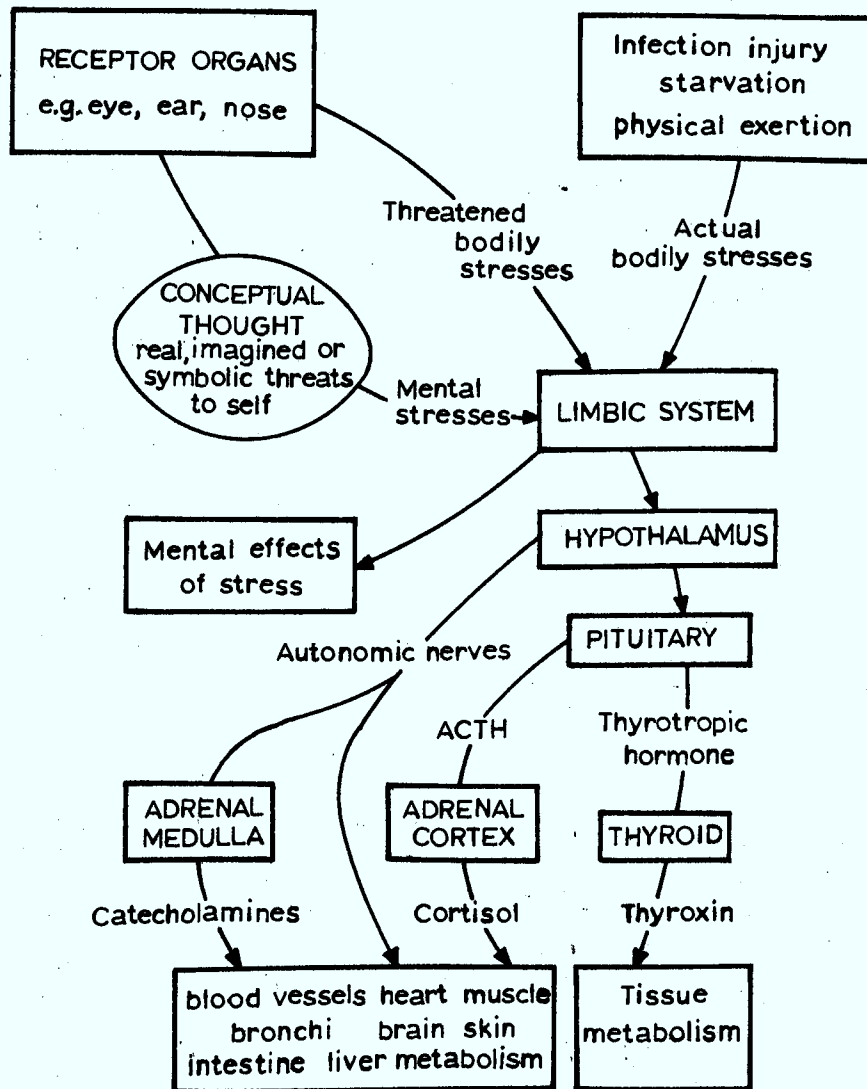 RECEPTOR ORGANS
e.g. eye, ear, nose
Infection injury
starvation
physical exertion
Threatened
bodily
stresses
Actual
bodily stresses
CONCEPTUAL
THOUGHT
real, imagined or
symbolic threats
to self
Mental
stresses
LIMBIC SYSTEM
Mental effects
of stress
HYPOTHALAMUS
Autonomic nerves
PITUITARY
ACTH
Thyrotropic
hormone
ADRENAL
MEDULLA
ADRENAL
CORTEX
THYROID
Catecholamines
Cortisol
Thyroxin
blood vessels heart muscle
bronchi brain skin
intestine liver metabolism
Tissue
metabolism